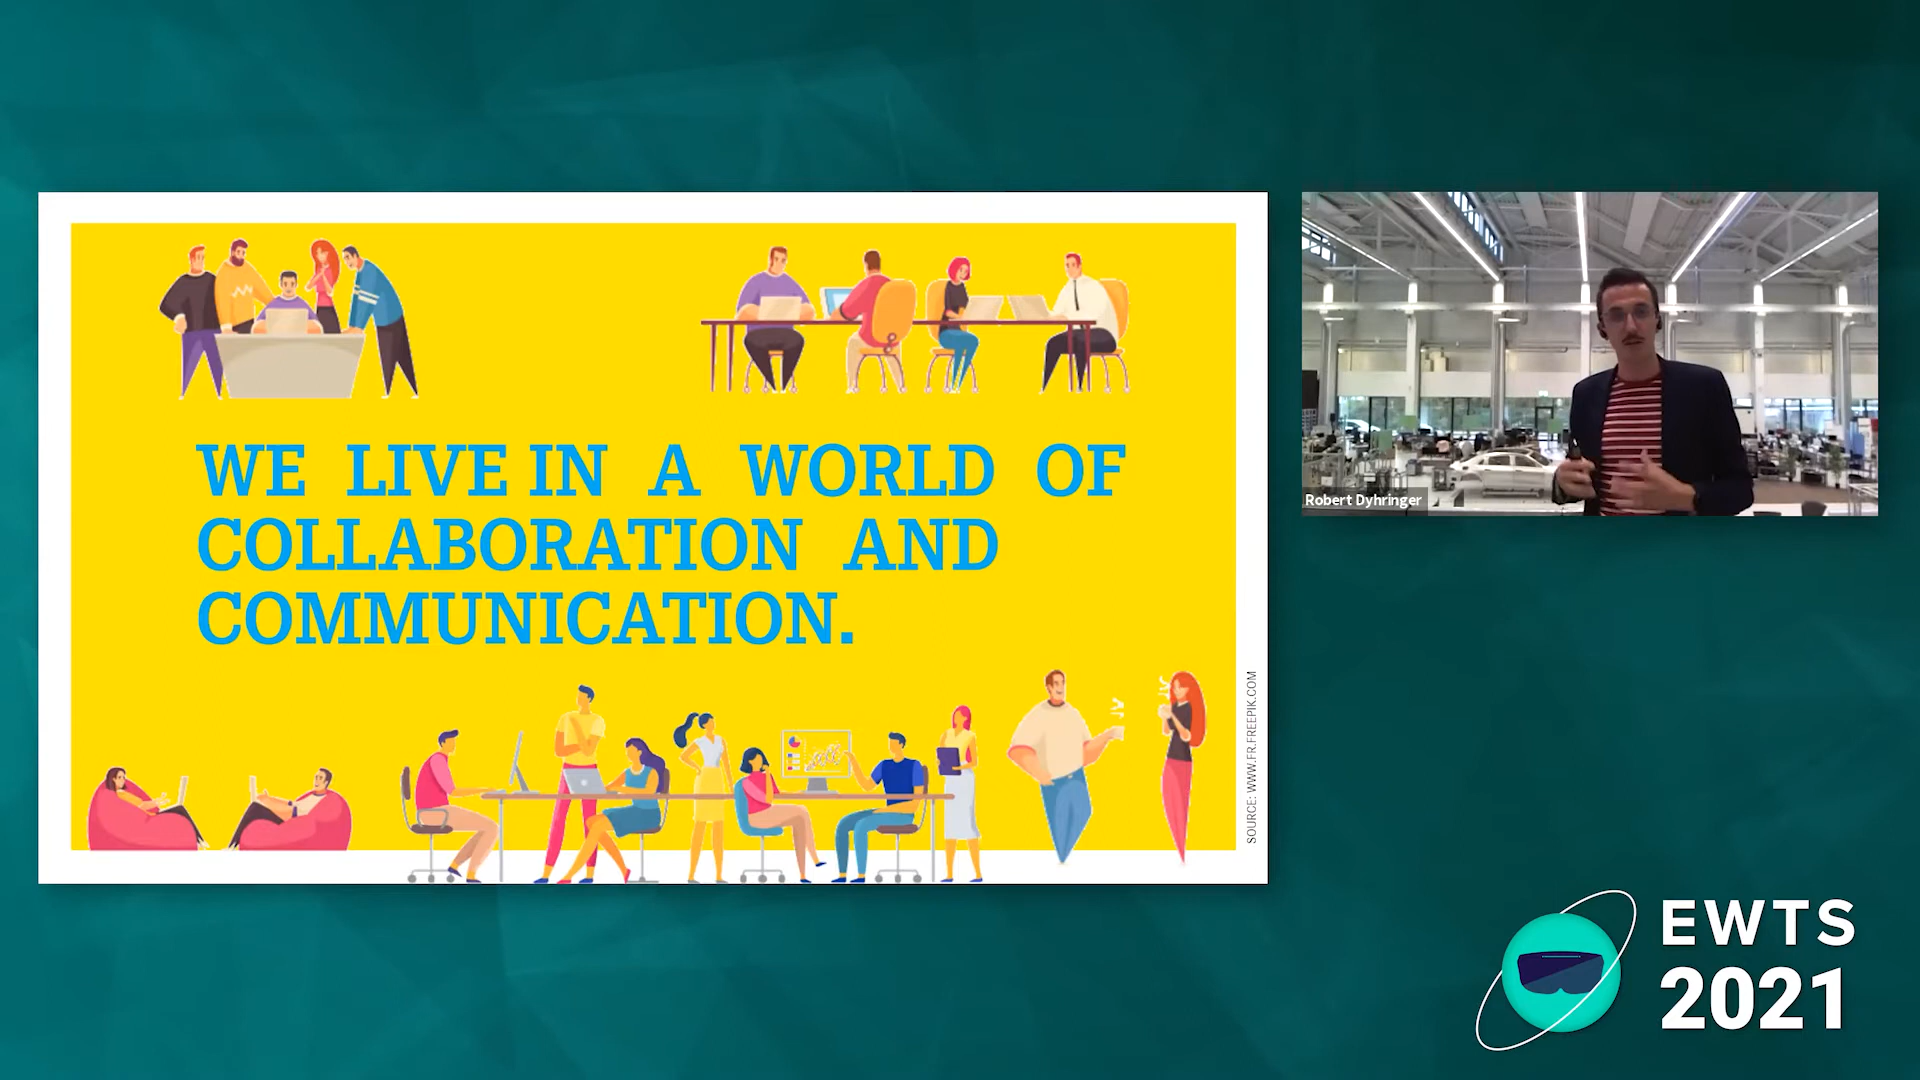 WE LIVE IN A WORLD OF
COLLABORATION AND
COMMUNICATION.
SOURCE: WWW.FR.FREEPIK.COM
Robert Dyhringer
EWTS
2021